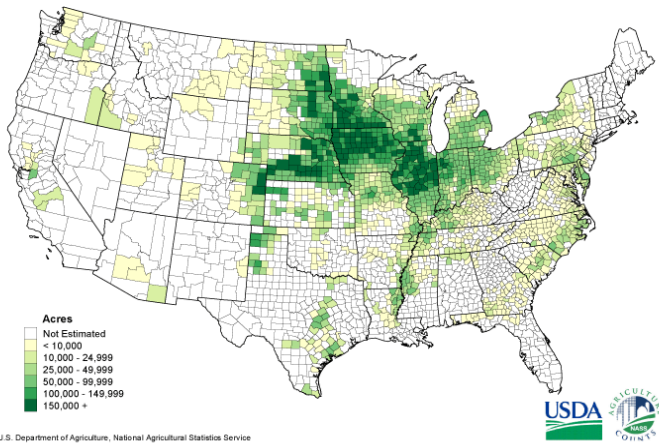 Acres
Not Estimated
< 10,000
10,000 - 24,999
25,000 - 49,999
50,000 - 99,999
100,000 - 149,999
150,000 +
USDA
AGRICULTURE
NASS
COUNTS
U.S. Department of Agriculture, National Agricultural Statistics Service